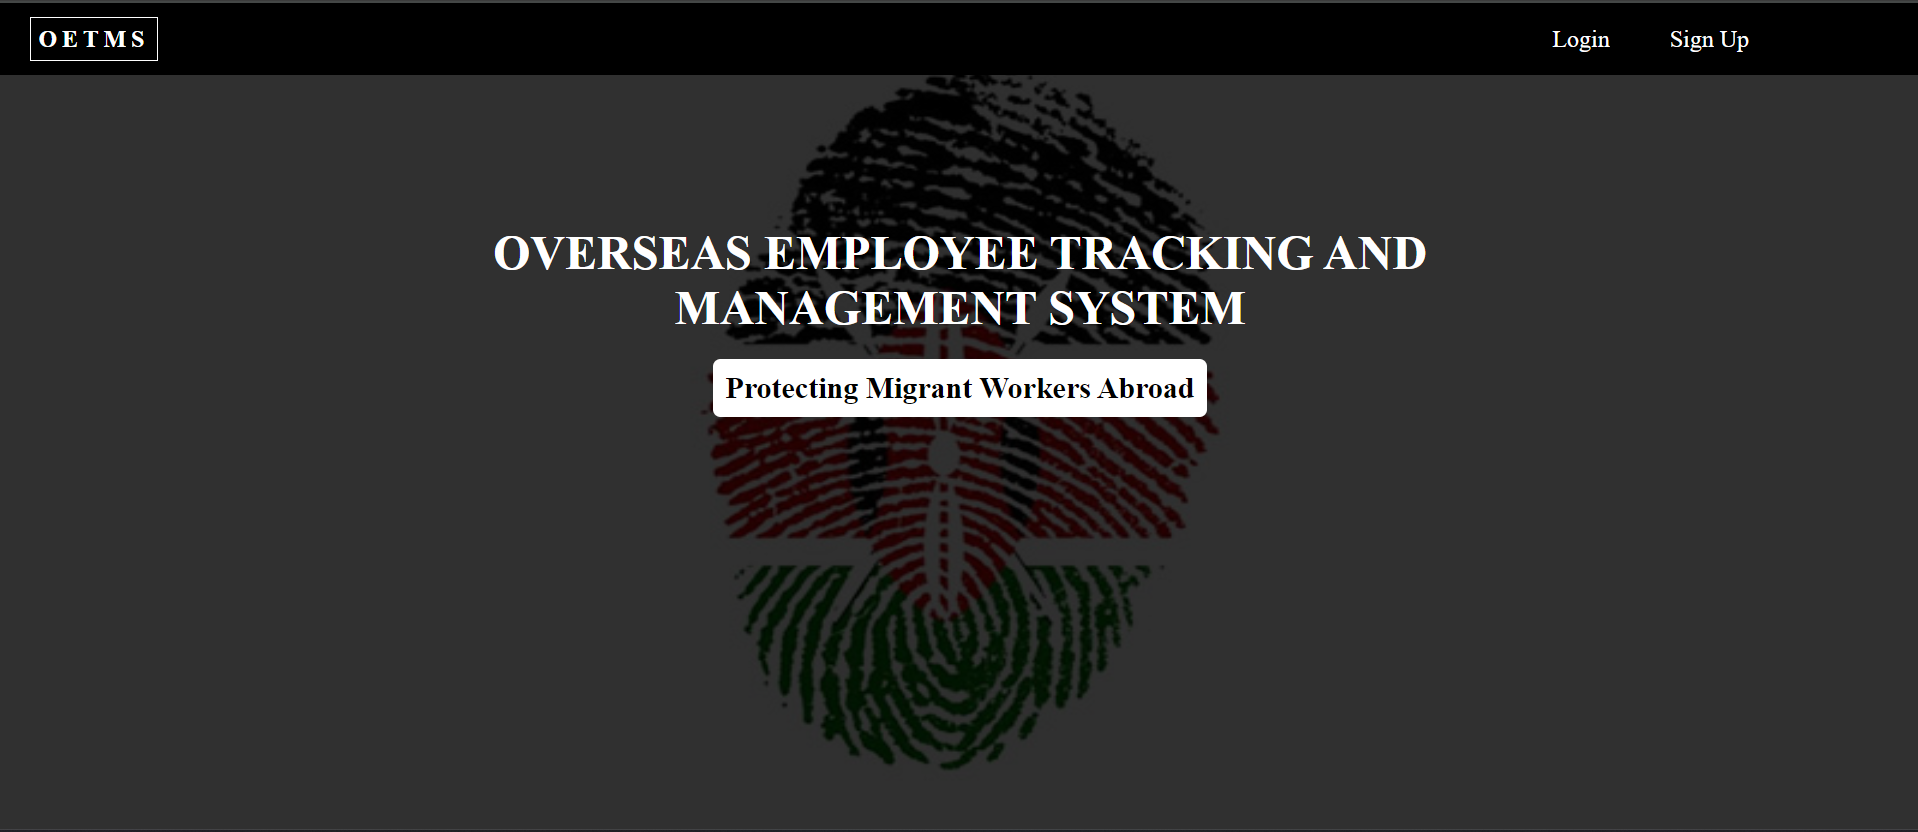 OETMS
Login
Sign Up
OVERSEAS EMPLOYEE TRACKING AND
MANAGEMENT SYSTEM
Protecting Migrant Workers Abroad